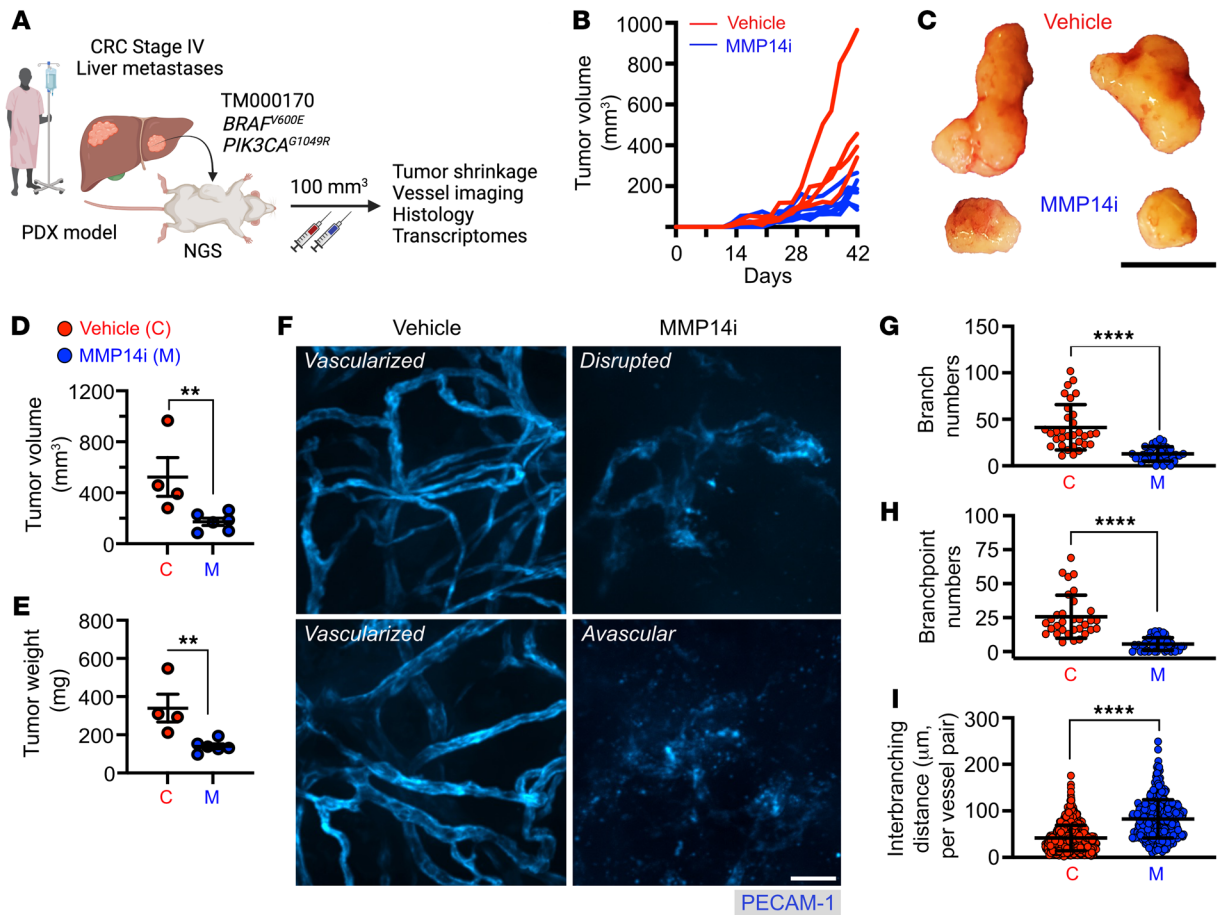 A
CRC Stage IV
Liver metastases
TM000170
BRAFV600E
PIK3CAG1049R
100 mm3
Tumor shrinkage
Vessel imaging
Histology
Transcriptomes
PDX model
NGS
B
Vehicle
MMP14i
Tumor volume
(mm3)
1000
800
600
400
200
0 14 28 42
Days
C
Vehicle
MMP14i
D
Vehicle (C)
MMP14i (M)
Tumor volume
(mm3)
1200
800
400
0
**
C M
E
Tumor weight
(mg)
800
600
400
200
0
**
C M
F
Vehicle MMP14i
Vascularized Disrupted
Vascularized Avascular
PECAM-1
G
Branch
numbers
150
100
50
0
****
C M
H
Branchpoint
numbers
100
75
50
25
0
****
C M
I
Interbranching
distance (μm,
per vessel pair)
300
200
100
0
****
C M